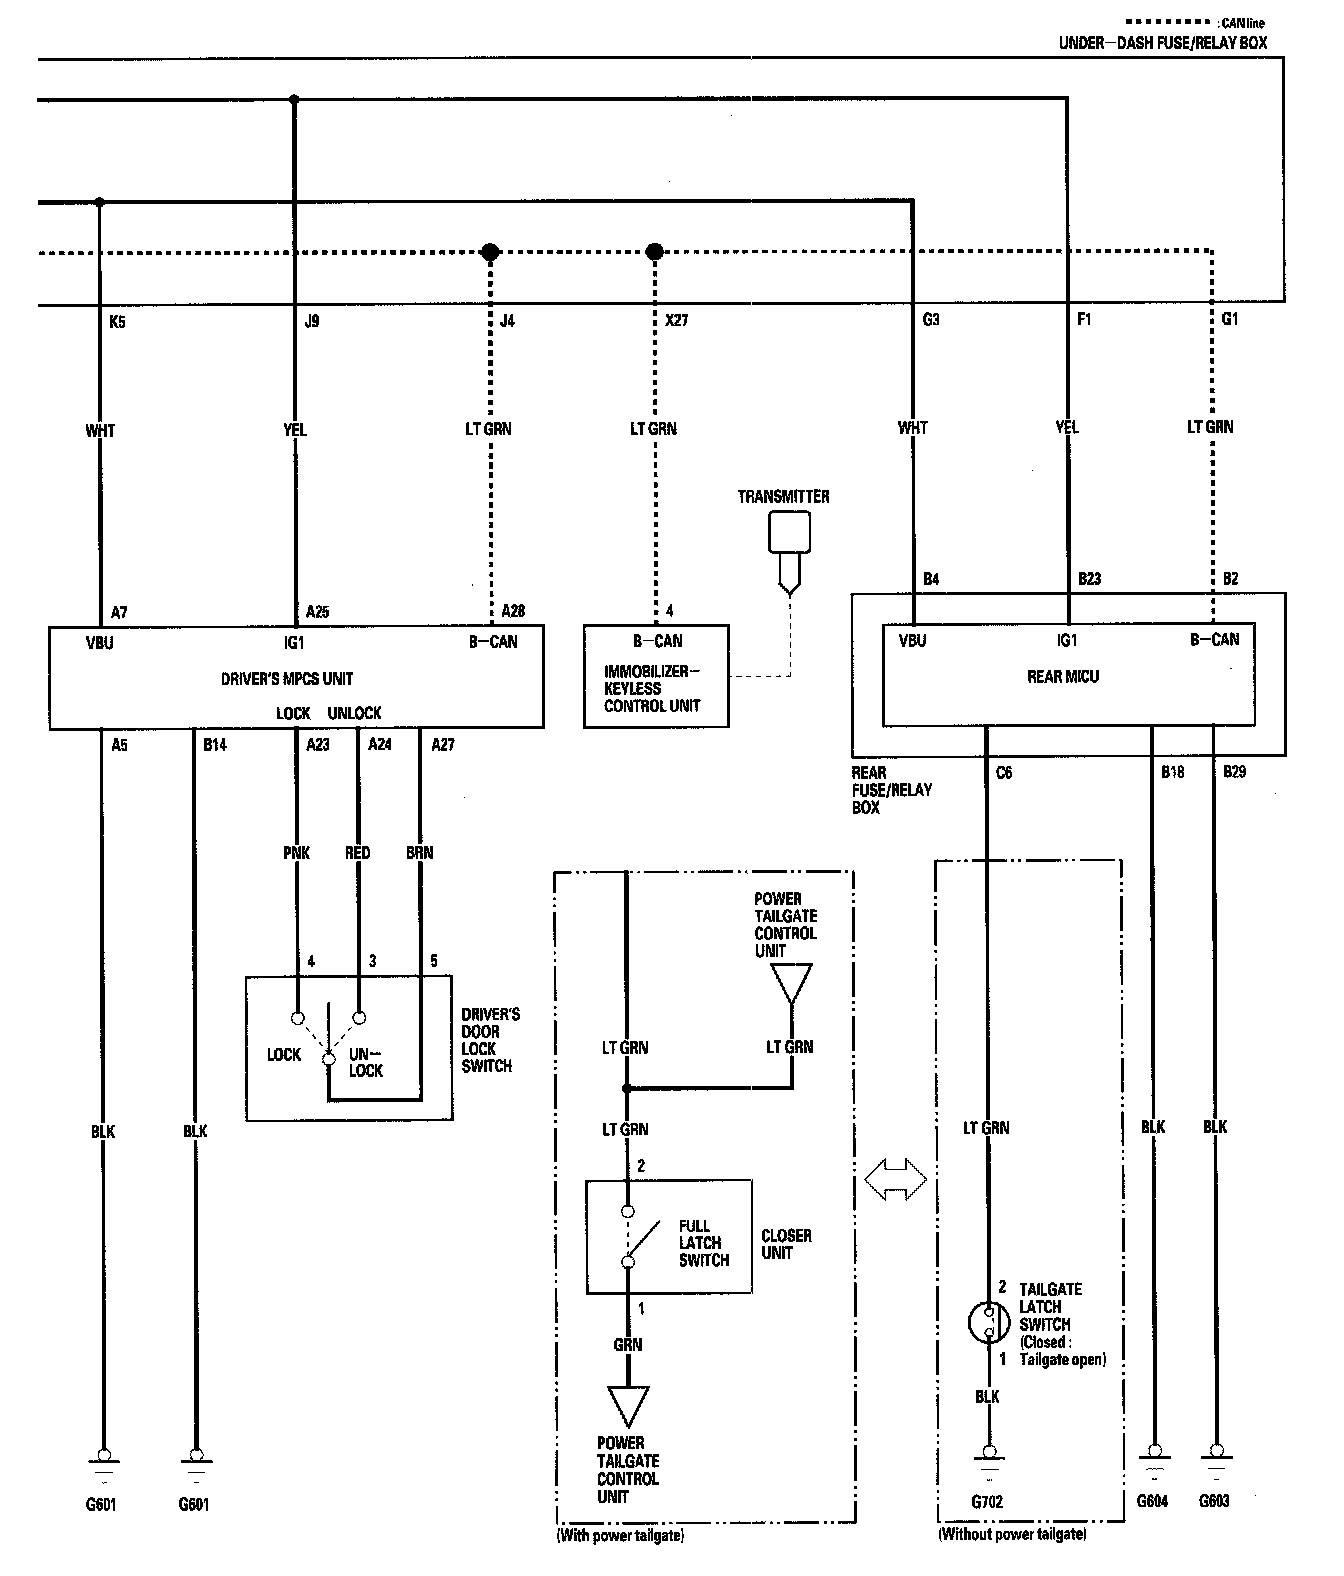 : CAN line
UNDER-DASH FUSE/RELAY BOX
K5
J9
J4
X27
G3
F1
G1
WHT
YEL
LT GRN
LT GRN
WHT
YEL
LT GRN
TRANSMITTER
A7
A25
A28
4
B4
B23
B2
VBU
IG1
B-CAN
B-CAN
VBU
IG1
B-CAN
DRIVER'S MPCS UNIT
IMMOBILIZER-
KEYLESS
CONTROL UNIT
REAR MICU
LOCK
UNLOCK
A5
B14
A23
A24
A27
REAR
FUSE/RELAY
BOX
C6
B18
B29
PNK
RED
BRN
POWER
TAILGATE
CONTROL
UNIT
4
3
5
DRIVER'S
DOOR
LOCK
SWITCH
LOCK
UN-
LOCK
LT GRN
LT GRN
BLK
BLK
LT GRN
LT GRN
BLK
BLK
2
FULL
LATCH
SWITCH
CLOSER
UNIT
1
GRN
2
TAILGATE
LATCH
SWITCH
(Closed :
1
Tailgate open)
BLK
POWER
TAILGATE
CONTROL
UNIT
G601
G601
G702
G604
G603
(With power tailgate)
(Without power tailgate)